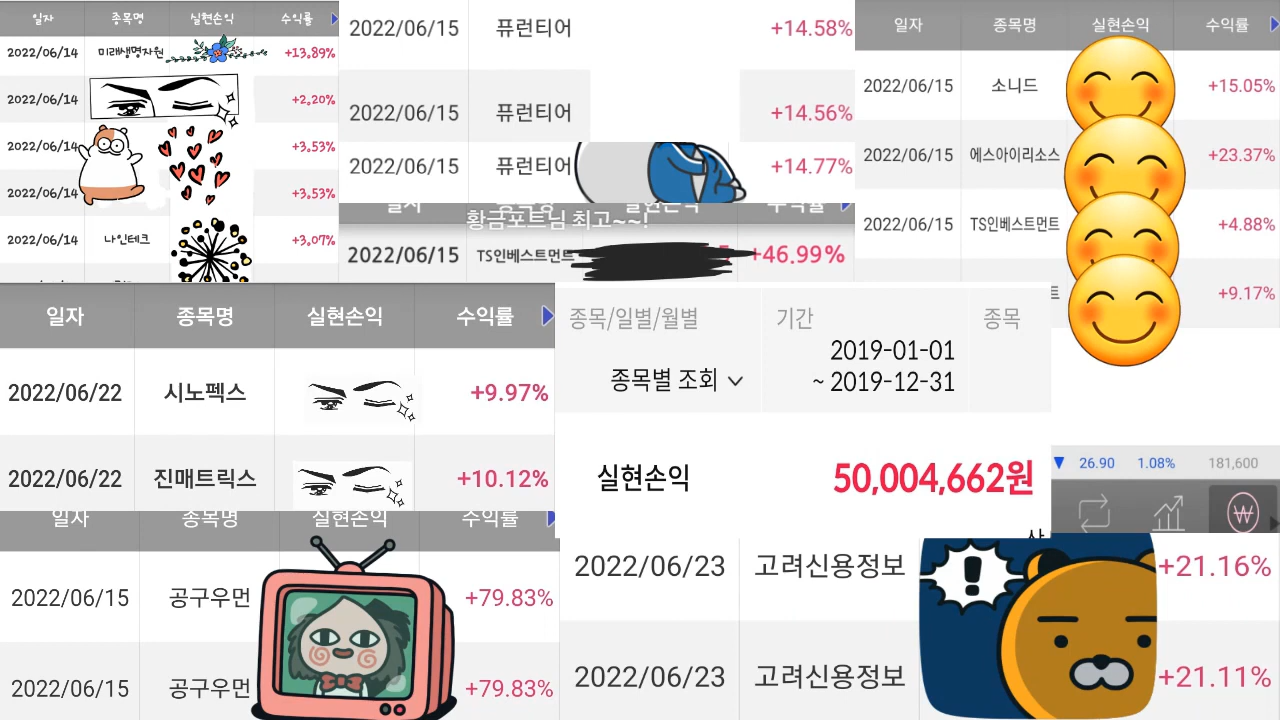 일자 종목명 실현손익 수익률
2022/06/14 미래생명자원 +13.89%
2022/06/14 +2.20%
2022/06/14 +3.53%
2022/06/14 +3.53%
2022/06/14 나인테크 +3.07%
2022/06/15 퓨런티어 +14.58%
2022/06/15 퓨런티어 +14.56%
2022/06/15 퓨런티어 +14.77%
일자 종목명 실현손익 수익률
황금포트님 최고~~!
2022/06/15 TS인베스트먼트 +46.99%
일자 종목명 실현손익 수익률
2022/06/15 소니드 +15.05%
2022/06/15 에스아이리소스 +23.37%
2022/06/15 TS인베스트먼트 +4.88%
트 +9.17%
일자 종목명 실현손익 수익률
2022/06/22 시노펙스 +9.97%
2022/06/22 진매트릭스 +10.12%
종목/일별/월별 기간 종목
종목별 조회 2019-01-01
~ 2019-12-31
실현손익 50,004,662원
26.90 1.08% 181,600
일자 종목명 실현손익 수익률
2022/06/15 공구우먼 +79.83%
2022/06/15 공구우먼 +79.83%
2022/06/23 고려신용정보 +21.16%
2022/06/23 고려신용정보 +21.11%